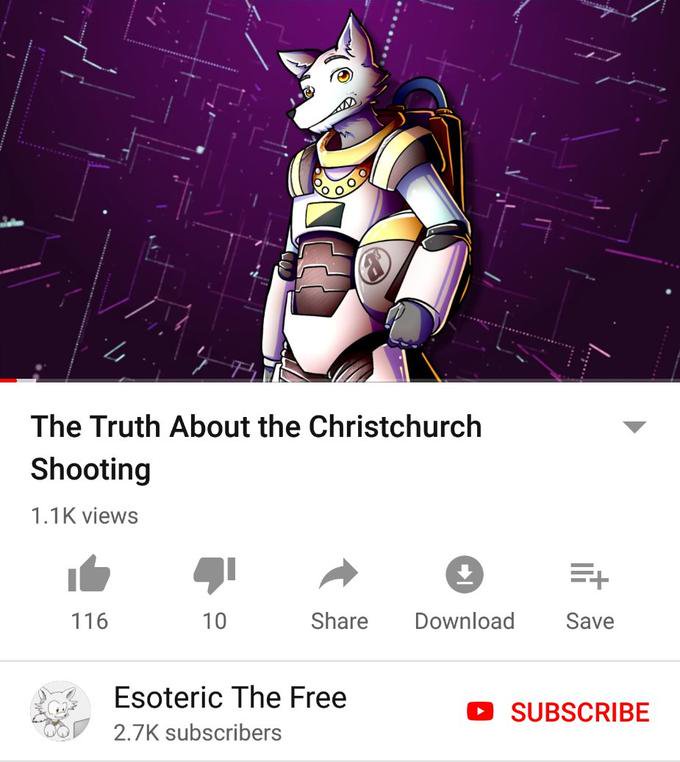 The Truth About the Christchurch
Shooting
1.1K views
116
10
Share
Download
Save
Esoteric The Free
2.7K subscribers
SUBSCRIBE